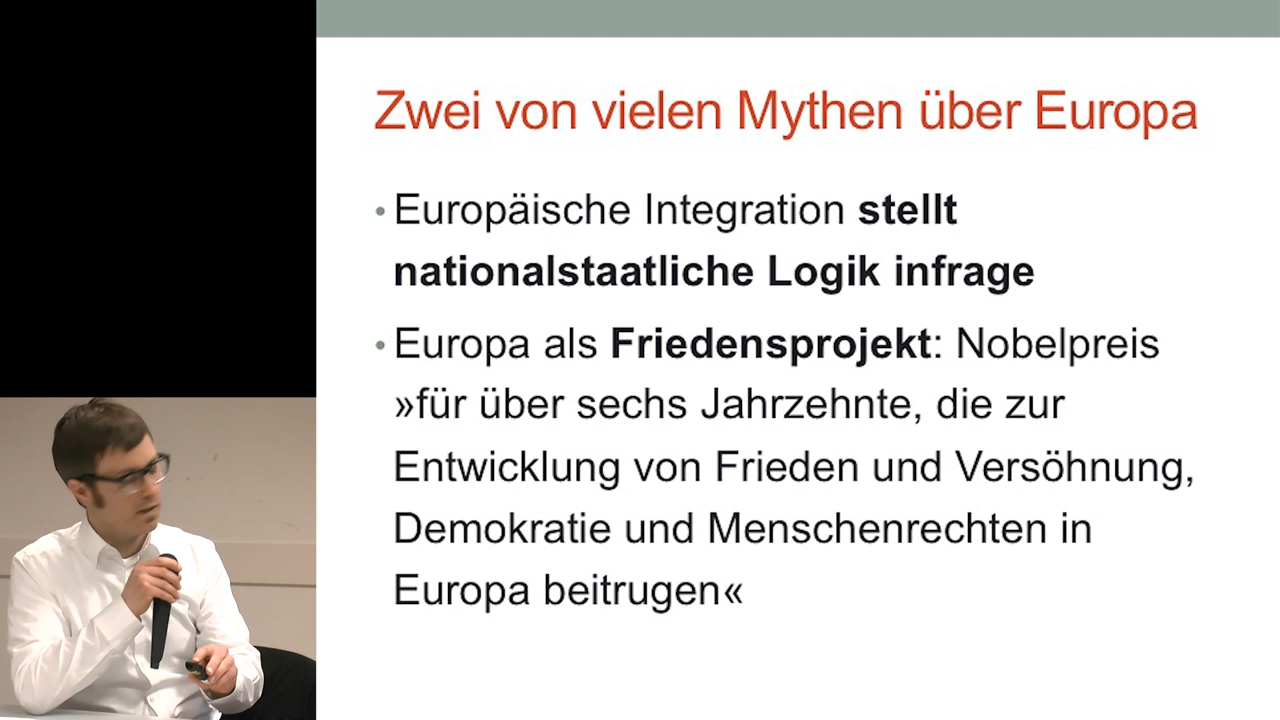 Zwei von vielen Mythen über Europa
• Europäische Integration stellt
nationalstaatliche Logik infrage
• Europa als Friedensprojekt: Nobelpreis
»für über sechs Jahrzehnte, die zur
Entwicklung von Frieden und Versöhnung,
Demokratie und Menschenrechten in
Europa beitrugen«